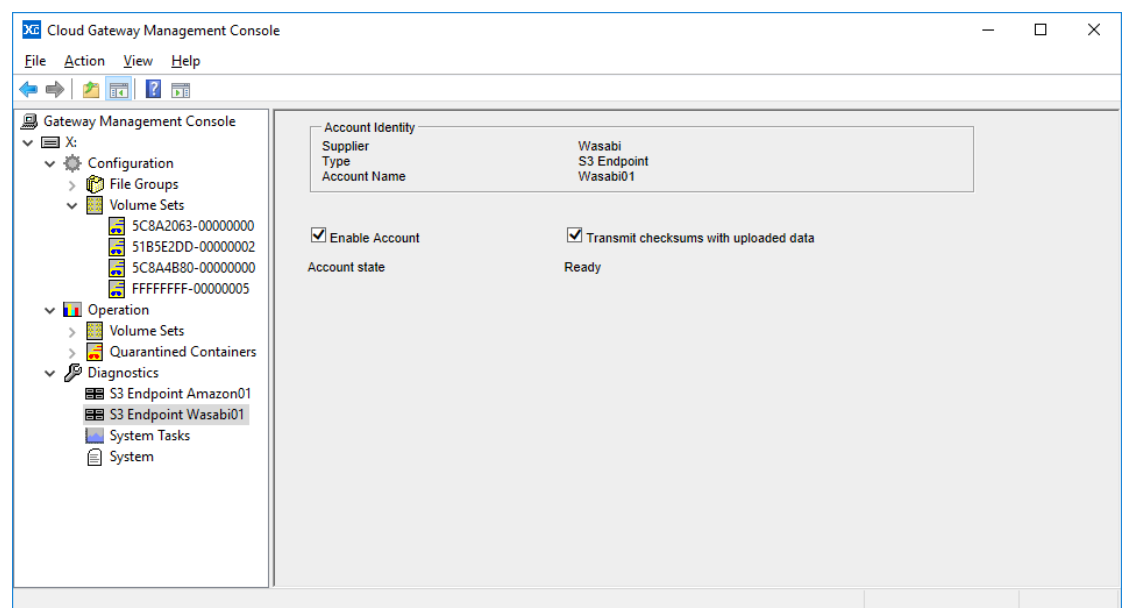 XG Cloud Gateway Management Console
File Action View Help
Gateway Management Console
X:
Configuration
File Groups
Volume Sets
5C8A2063-00000000
51B5E2DD-00000002
5C8A4B80-00000000
FFFFFFFF-00000005
Operation
Volume Sets
Quarantined Containers
Diagnostics
S3 Endpoint Amazon01
S3 Endpoint Wasabi01
System Tasks
System
Account Identity
Supplier Wasabi
Type S3 Endpoint
Account Name Wasabi01
Enable Account Transmit checksums with uploaded data
Account state Ready